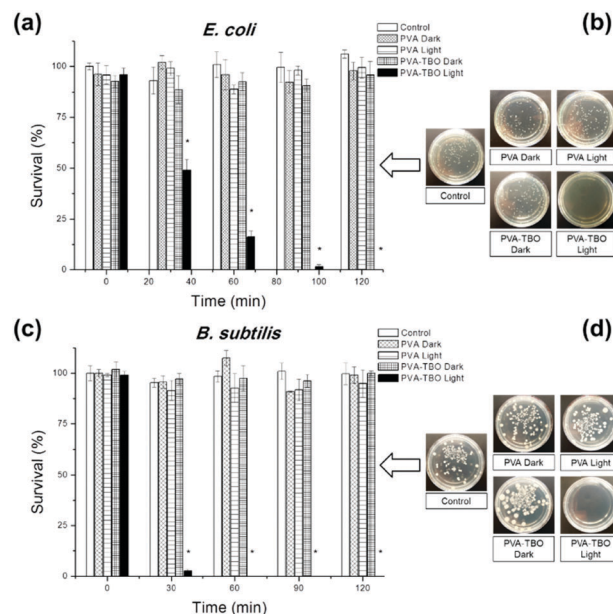 (a)
E. coli
Control
PVA Dark
PVA Light
PVA-TBO Dark
PVA-TBO Light
Survival (%)
125
100
75
50
25
0
*
*
*
*
0 20 40 60 80 100 120
Time (min)
(b)
Control
PVA Dark
PVA Light
PVA-TBO
Dark
PVA-TBO
Light
(c)
B. subtilis
Control
PVA Dark
PVA Light
PVA-TBO Dark
PVA-TBO Light
Survival (%)
125
100
75
50
25
0
*
*
*
*
0 30 60 90 120
Time (min)
(d)
Control
PVA Dark
PVA Light
PVA-TBO
Dark
PVA-TBO
Light